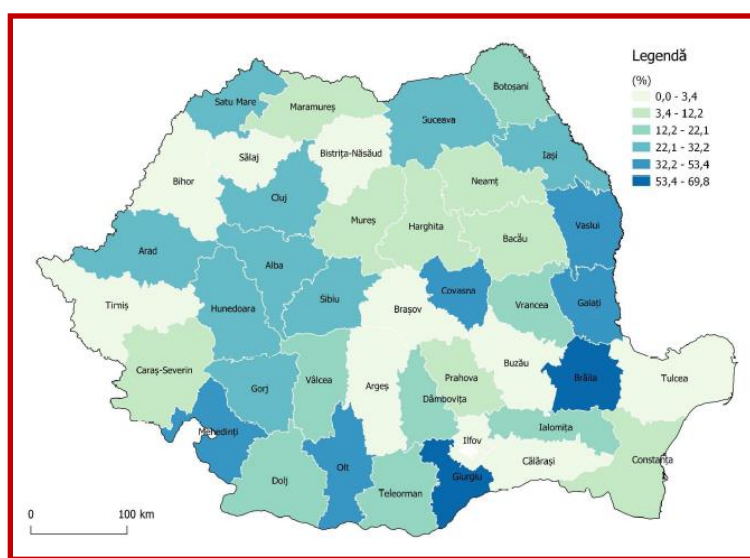 Legendă
(%)
0,0 - 3,4
3,4 - 12,2
12,2 - 22,1
22,1 - 32,2
32,2 - 53,4
53,4 - 69,8
Botoșani
Satu Mare
Maramureș
Suceava
Iași
Sălaj
Bistrița-Năsăud
Bihor
Neamț
Cluj
Mureș
Harghita
Bacău
Vaslui
Arad
Alba
Covasna
Timiș
Hunedoara
Sibiu
Brașov
Vrancea
Galați
Caraș-Severin
Gorj
Vâlcea
Argeș
Prahova
Dâmbovița
Buzău
Brăila
Tulcea
Mehedinți
Ilfov
Ialomița
Olt
Giurgiu
Călărași
Constanța
Dolj
Teleorman
0
100 km